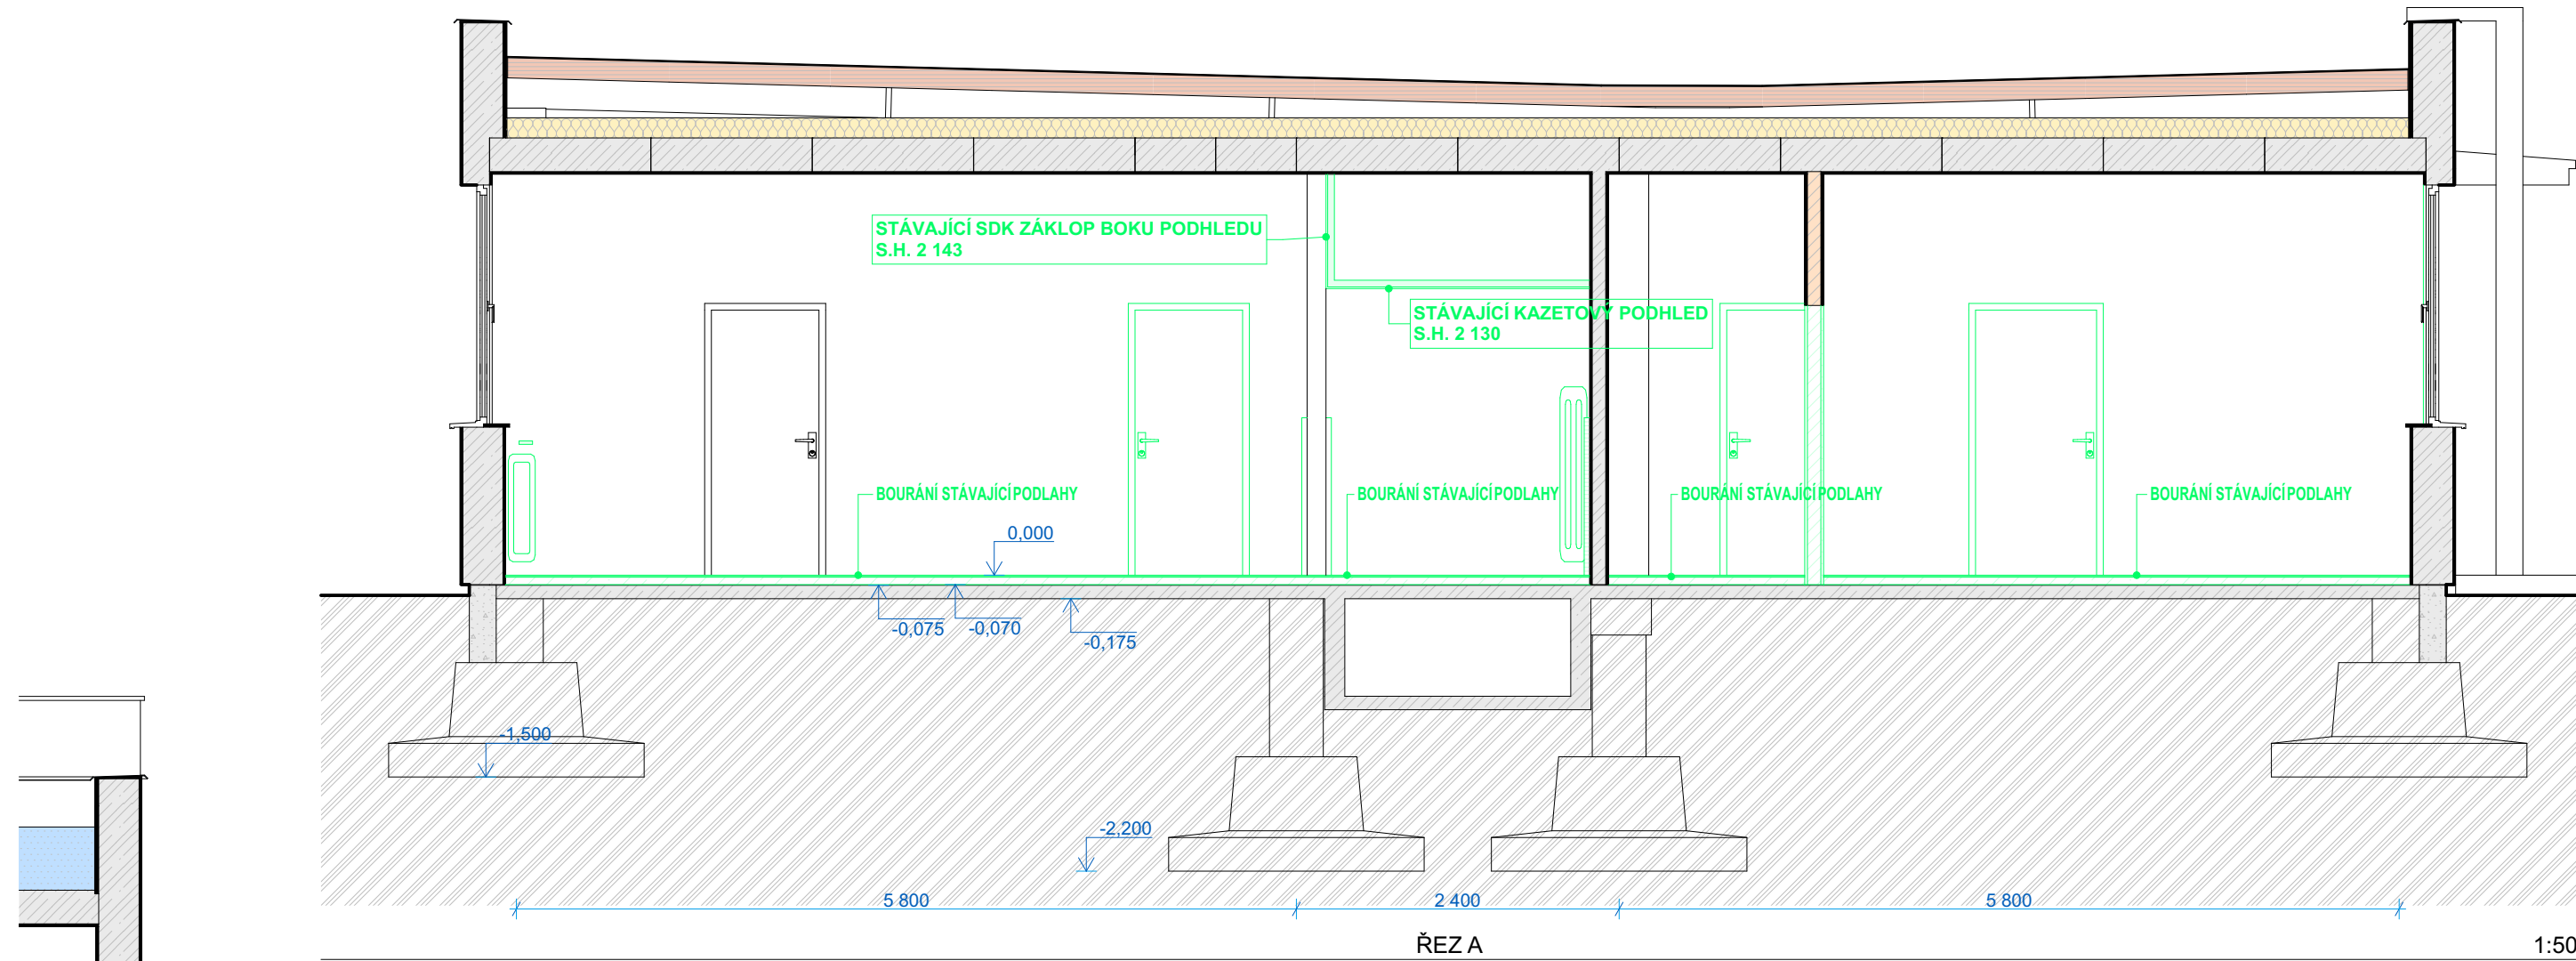 STÁVAJÍCÍ SDK ZÁKLOP BOKU PODHLEDU
S.H. 2 143
STÁVAJÍCÍ KAZETOVÝ PODHLED
S.H. 2 130
BOURÁNÍ STÁVAJÍCÍ PODLAHY
BOURÁNÍ STÁVAJÍCÍ PODLAHY
BOURÁNÍ STÁVAJÍCÍ PODLAHY
BOURÁNÍ STÁVAJÍCÍ PODLAHY
0,000
-0,075
-0,070
-0,175
-1,500
-2,200
5 800
2 400
5 800
ŘEZ A
1:50